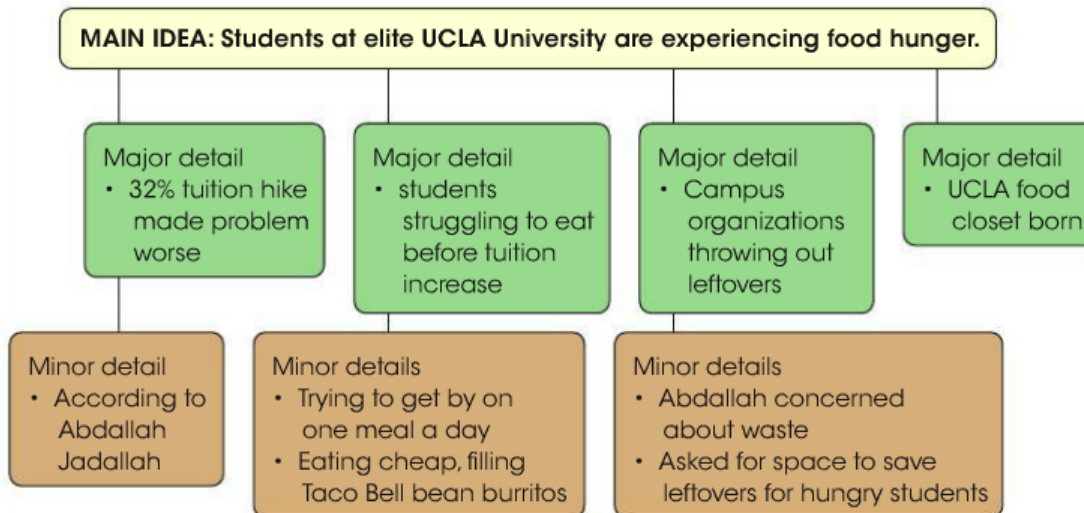 MAIN IDEA: Students at elite UCLA University are experiencing food hunger.
Major detail
• 32% tuition hike
made problem
worse
Major detail
• students
struggling to eat
before tuition
increase
Major detail
• Campus
organizations
throwing out
leftovers
Major detail
• UCLA food
closet born
Minor detail
• According to
Abdallah
Jadallah
Minor details
• Trying to get by on
one meal a day
• Eating cheap, filling
Taco Bell bean burritos
Minor details
• Abdallah concerned
about waste
• Asked for space to save
leftovers for hungry students